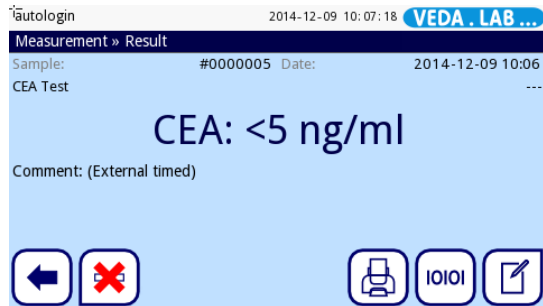 autologin 2014-12-09 10:07:18 VEDA.LAB ...
Measurement » Result
Sample: #0000005 Date: 2014-12-09 10:06
CEA Test ---
CEA: <5 ng/ml
Comment: (External timed)
IOIOI